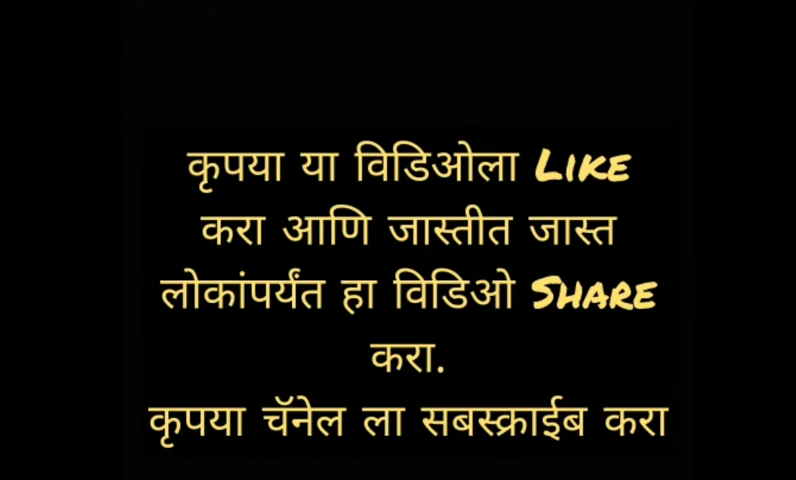 कृपया या विडिओला LIKE
करा आणि जास्तीत जास्त
लोकांपर्यंत हा विडिओ SHARE
करा.
कृपया चॅनेल ला सबस्क्राईब करा